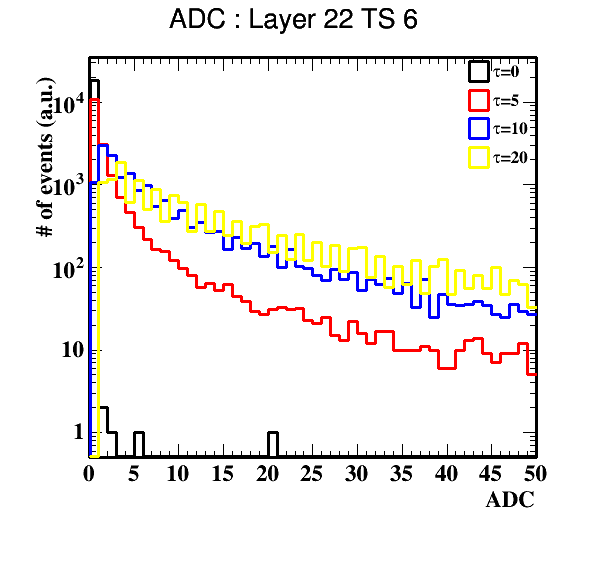 ADC : Layer 22 TS 6
# of events (a.u.)
10^4
10^3
10^2
10
1
τ=0
τ=5
τ=10
τ=20
0 5 10 15 20 25 30 35 40 45 50
ADC